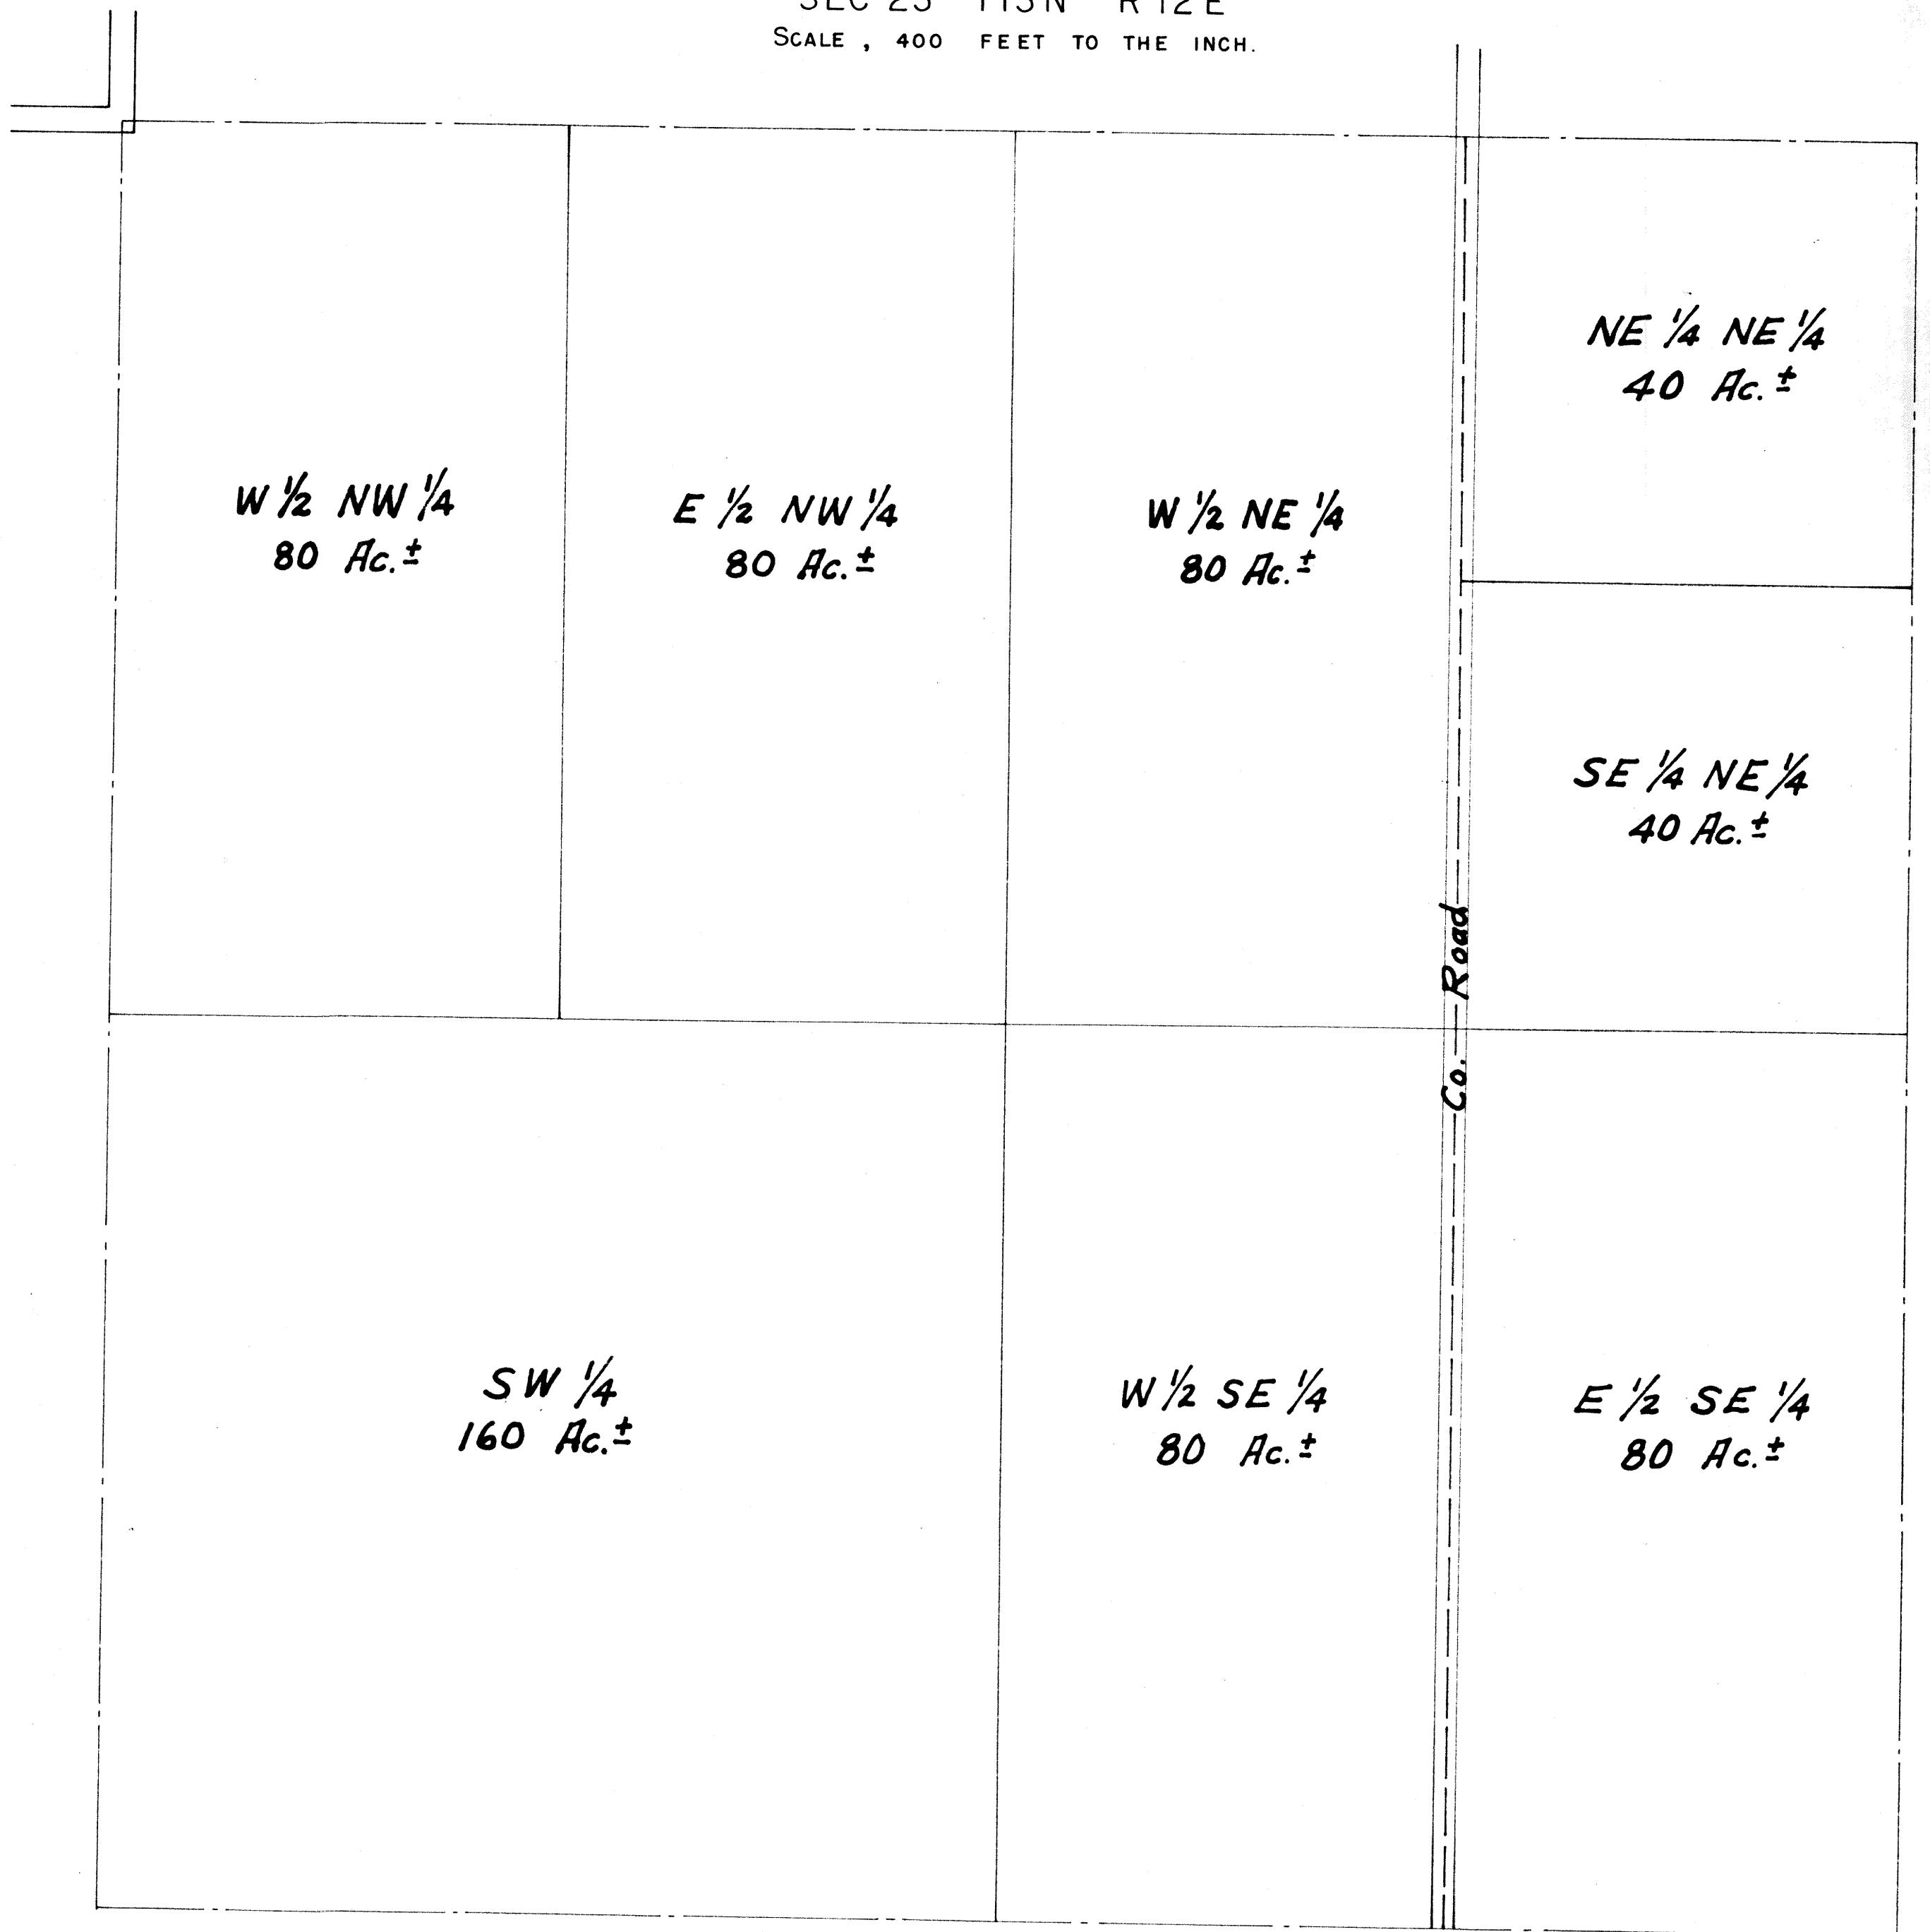 SCALE , 400 FEET TO THE INCH.
NE 1/4 NE 1/4
40 Ac.±
W 1/2 NW 1/4
80 Ac.±
E 1/2 NW 1/4
80 Ac.±
W 1/2 NE 1/4
80 Ac.±
SE 1/4 NE 1/4
40 Ac.±
Co. Road
SW 1/4
160 Ac.±
W 1/2 SE 1/4
80 Ac.±
E 1/2 SE 1/4
80 Ac.±